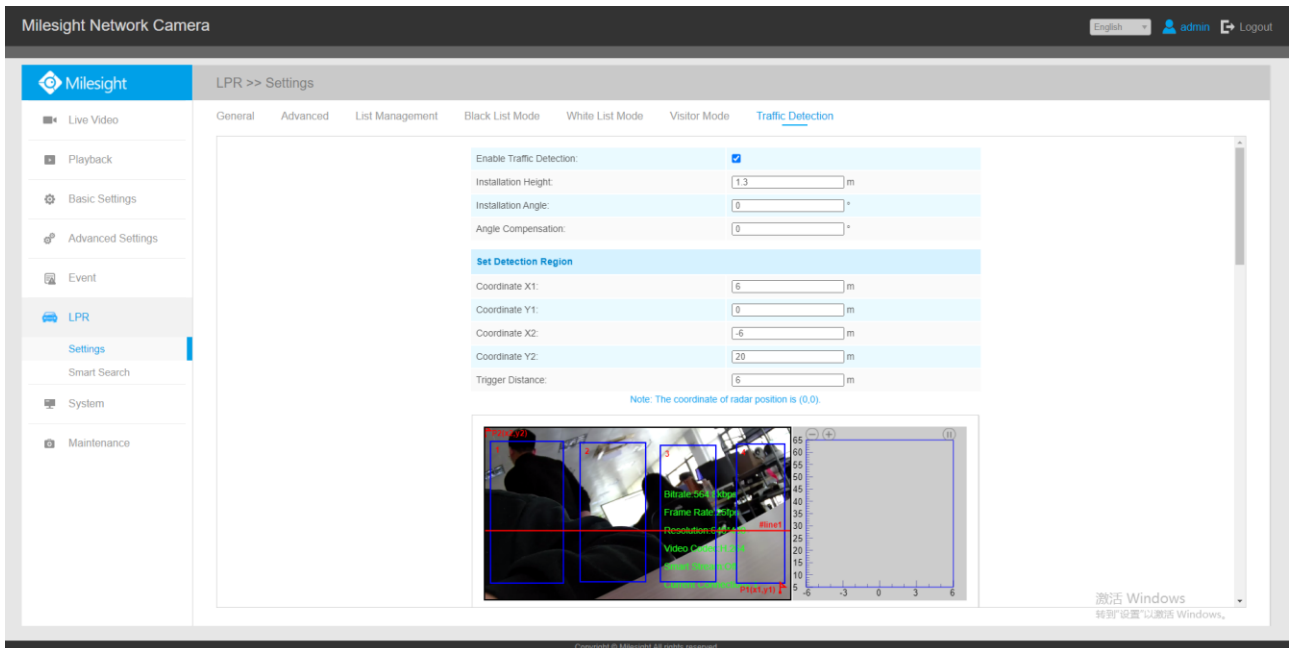 Milesight Network Camera
English admin Logout
Milesight
LPR >> Settings
Live Video
Playback
Basic Settings
Advanced Settings
Event
LPR
Settings
Smart Search
System
Maintenance
General Advanced List Management Black List Mode White List Mode Visitor Mode Traffic Detection
Enable Traffic Detection:
Installation Height: 1.3 m
Installation Angle: 0 °
Angle Compensation: 0 °
Set Detection Region
Coordinate X1: 6 m
Coordinate Y1: 0 m
Coordinate X2: -6 m
Coordinate Y2: 20 m
Trigger Distance: 6 m
Note: The coordinate of radar position is (0,0).
1 2 3 4
Frame Rate:
#line1
P1(x1,y1)
65
60
55
50
45
40
35
30
25
20
15
10
5
-6 -3 0 3 6
激活 Windows
转到"设置"以激活 Windows。
Copyright © Milesight All rights reserved